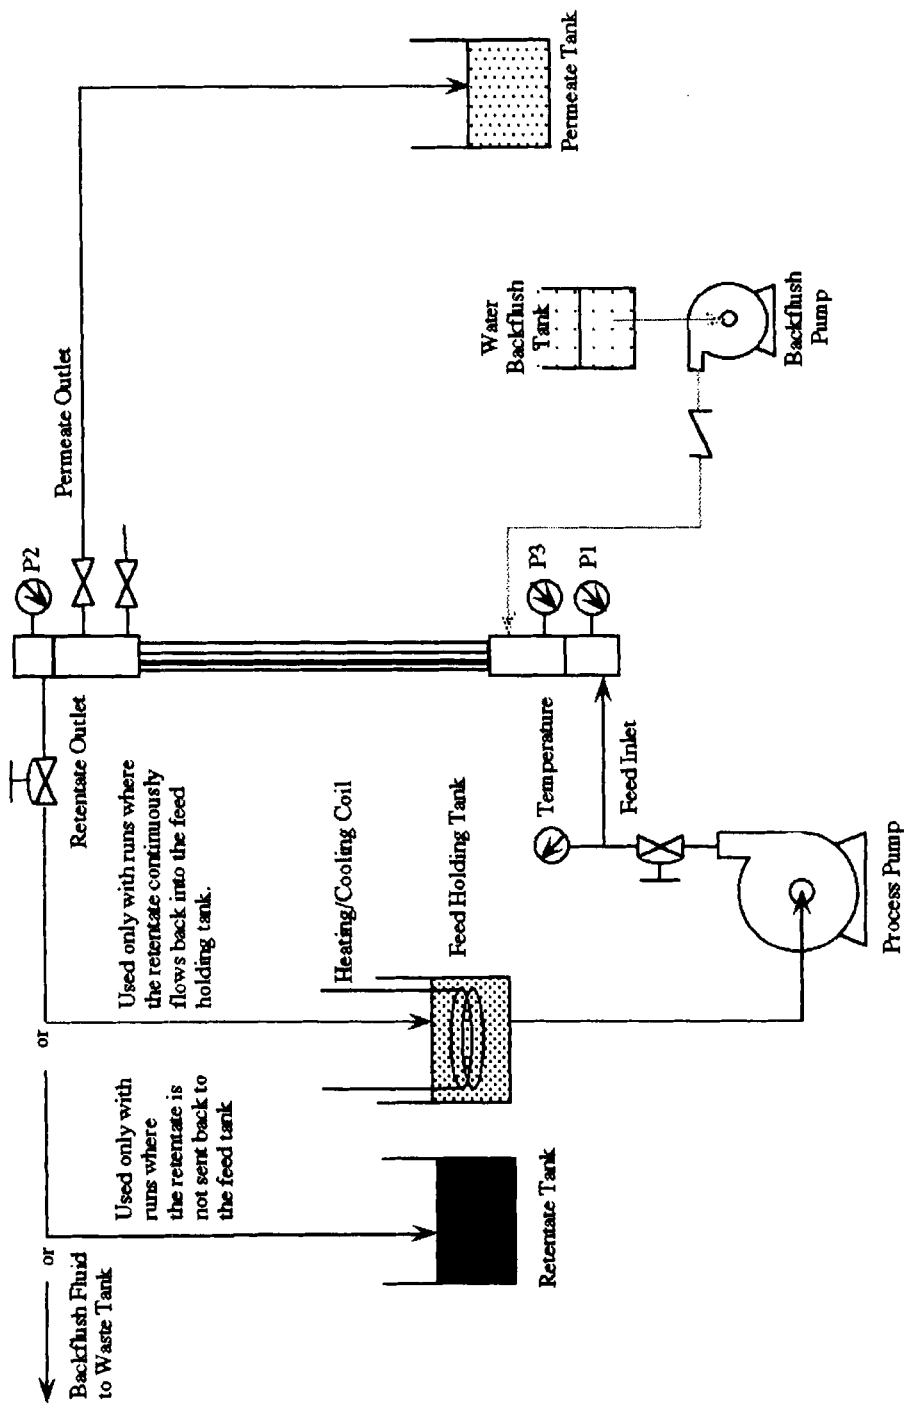 Backflush Fluid
to Waste Tank
or
Used only with
runs where
the retentate is
not sent back to
the feed tank
Retentate Tank
or
Used only with runs where
the retentate continuously
flows back into the feed
holding tank.
Heating/Cooling Coil
Feed Holding Tank
Retentate Outlet
Temperature
Feed Inlet
Process Pump
P2
P3
P1
Permeate Outlet
Water
Backflush
Tank
Backflush
Pump
Permeate Tank